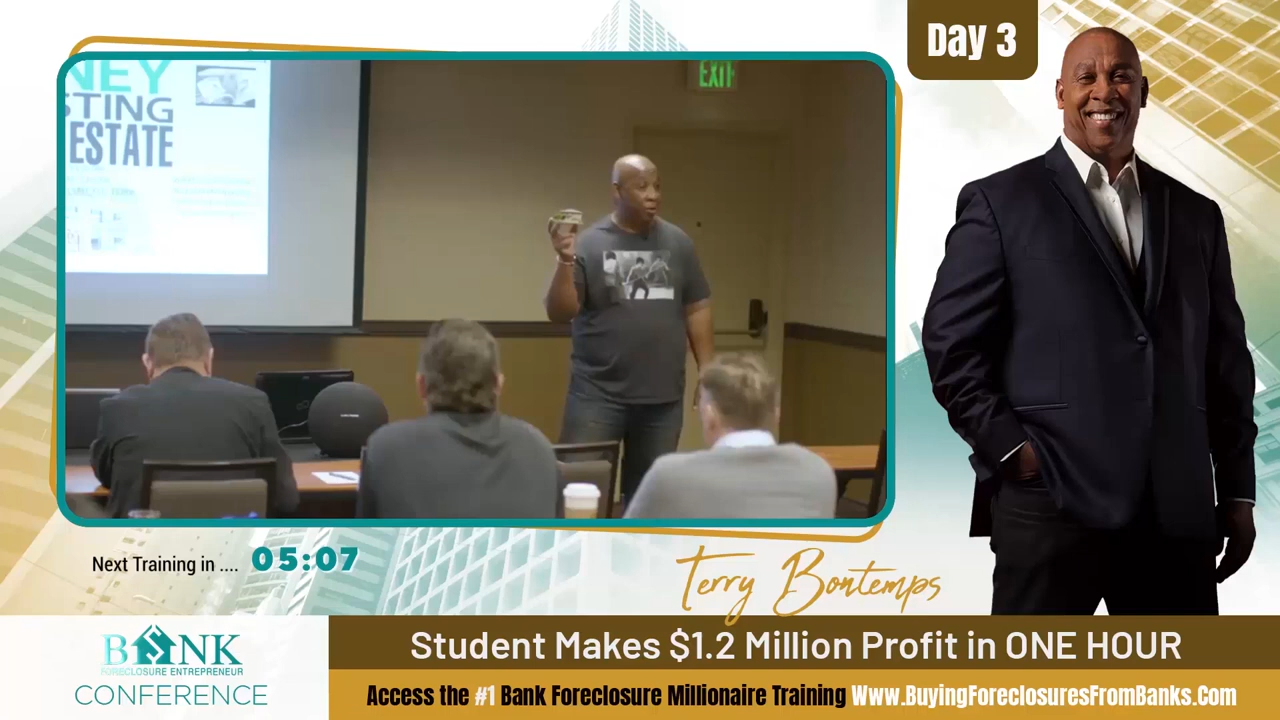 Day 3
NEY
STING
ESTATE
EXIT
Next Training in .... 05:07
Terry Bontemps
BANK
FORECLOSURE ENTREPRENEUR
CONFERENCE
Student Makes $1.2 Million Profit in ONE HOUR
Access the #1 Bank Foreclosure Millionaire Training Www.BuyingForeclosuresFromBanks.Com